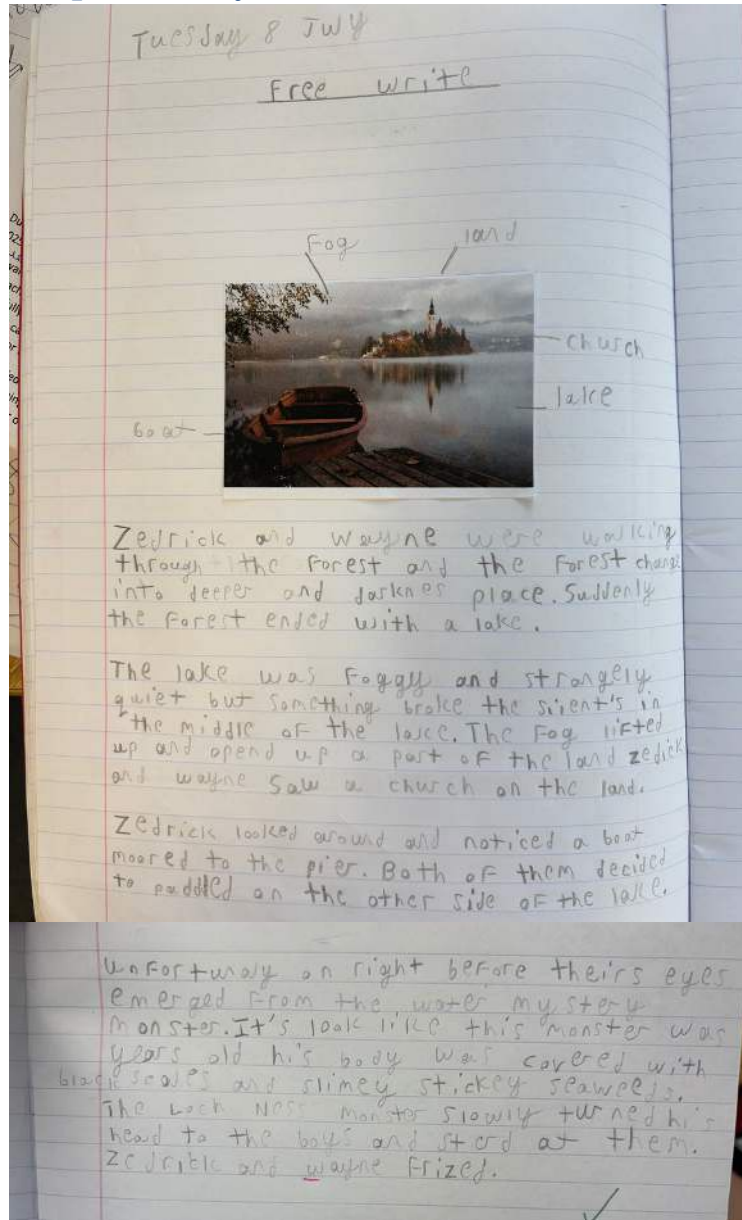 Tuesday 8 July
Free write
Fog
land
church
lake
boat
Zedrick and wayne were walking
through the Forest and the Forest change
into deeper and darknes place. Suddenly
the Forest ended with a lake.
The lake was Foggy and strangely
quiet but something broke the silent's in
the middle of the lake. The Fog lifted
up and opend up a part of the land zedick
and wayne saw a church on the land.
Zedrick looked around and noticed a boat
moored to the pier. Both of them decided
to paddled on the other side of the lake.
unfortunaly on right before theirs eyes
emerged From the water mystery
monster. It's look like this monster was
years old hi's body was covered with
black scales and slimey stickey seaweeds.
The Loch Ness monster slowly turned hi's
head to the boys and sterd at them.
Zedrick and wayne Frized.